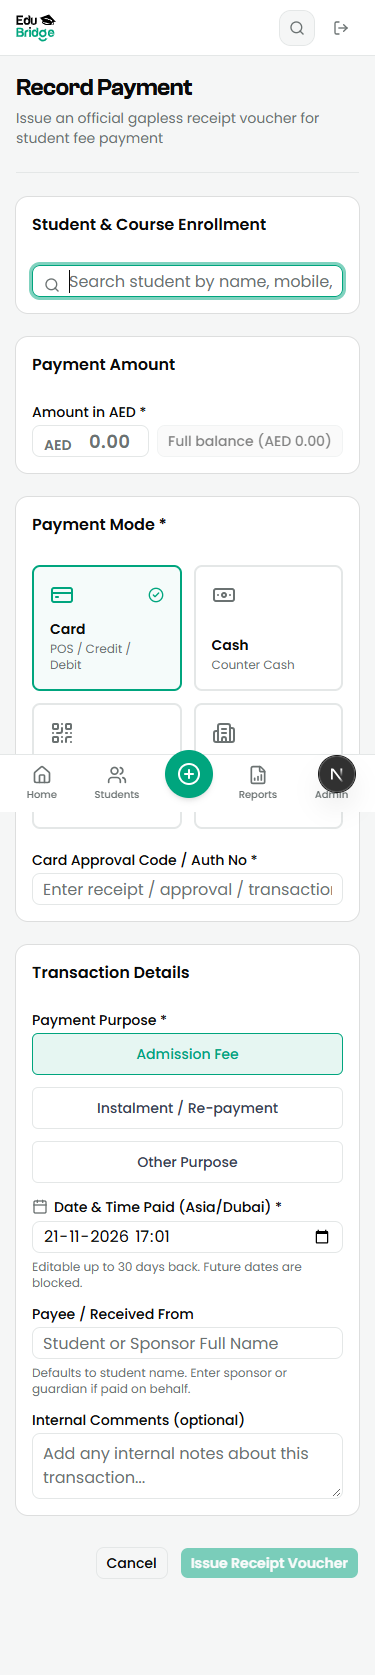 Edu
Bridge
Record Payment
Issue an official gapless receipt voucher for
student fee payment
Student & Course Enrollment
Search student by name, mobile,
Payment Amount
Amount in AED *
AED 0.00
Full balance (AED 0.00)
Payment Mode *
Card
POS / Credit /
Debit
Cash
Counter Cash
Home
Students
Reports
Admin
N
Card Approval Code / Auth No *
Enter receipt / approval / transaction
Transaction Details
Payment Purpose *
Admission Fee
Instalment / Re-payment
Other Purpose
Date & Time Paid (Asia/Dubai) *
21-11-2026 17:01
Editable up to 30 days back. Future dates are
blocked.
Payee / Received From
Student or Sponsor Full Name
Defaults to student name. Enter sponsor or
guardian if paid on behalf.
Internal Comments (optional)
Add any internal notes about this
transaction...
Cancel
Issue Receipt Voucher